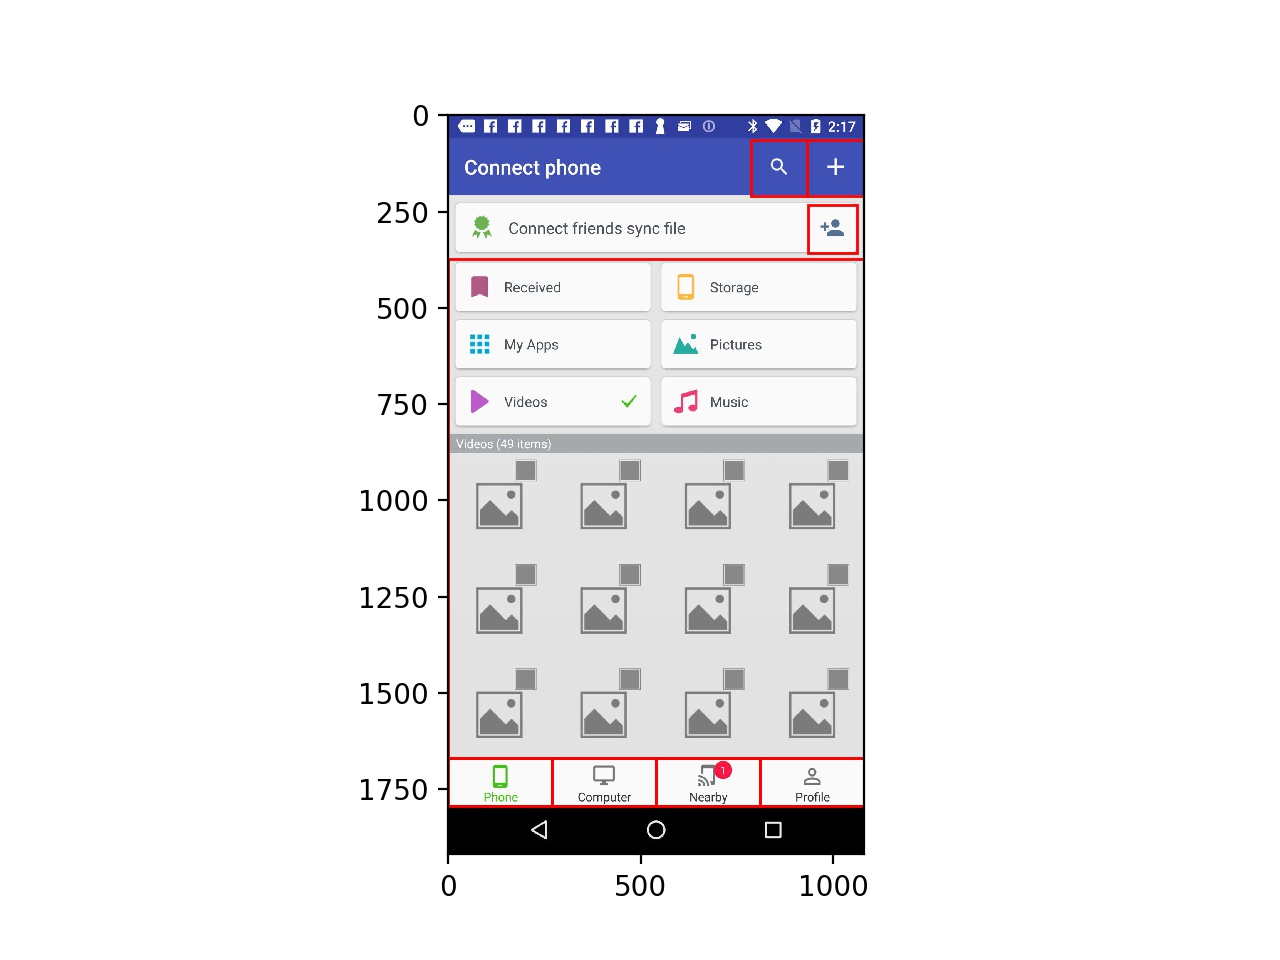 0
250
500
750
1000
1250
1500
1750
2:17
Connect phone
Connect friends sync file
Received
Storage
My Apps
Pictures
Videos
Music
Videos (49 items)
1
Phone
Computer
Nearby
Profile
0
500
1000